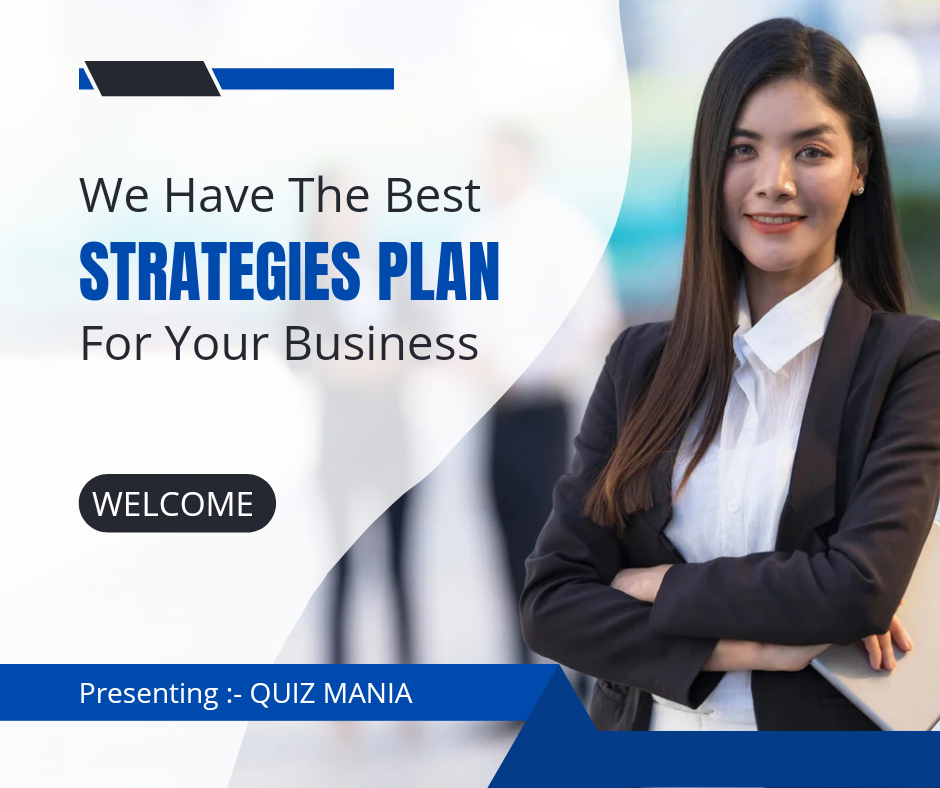 We Have The Best
STRATEGIES PLAN
For Your Business
WELCOME
Presenting :- QUIZ MANIA